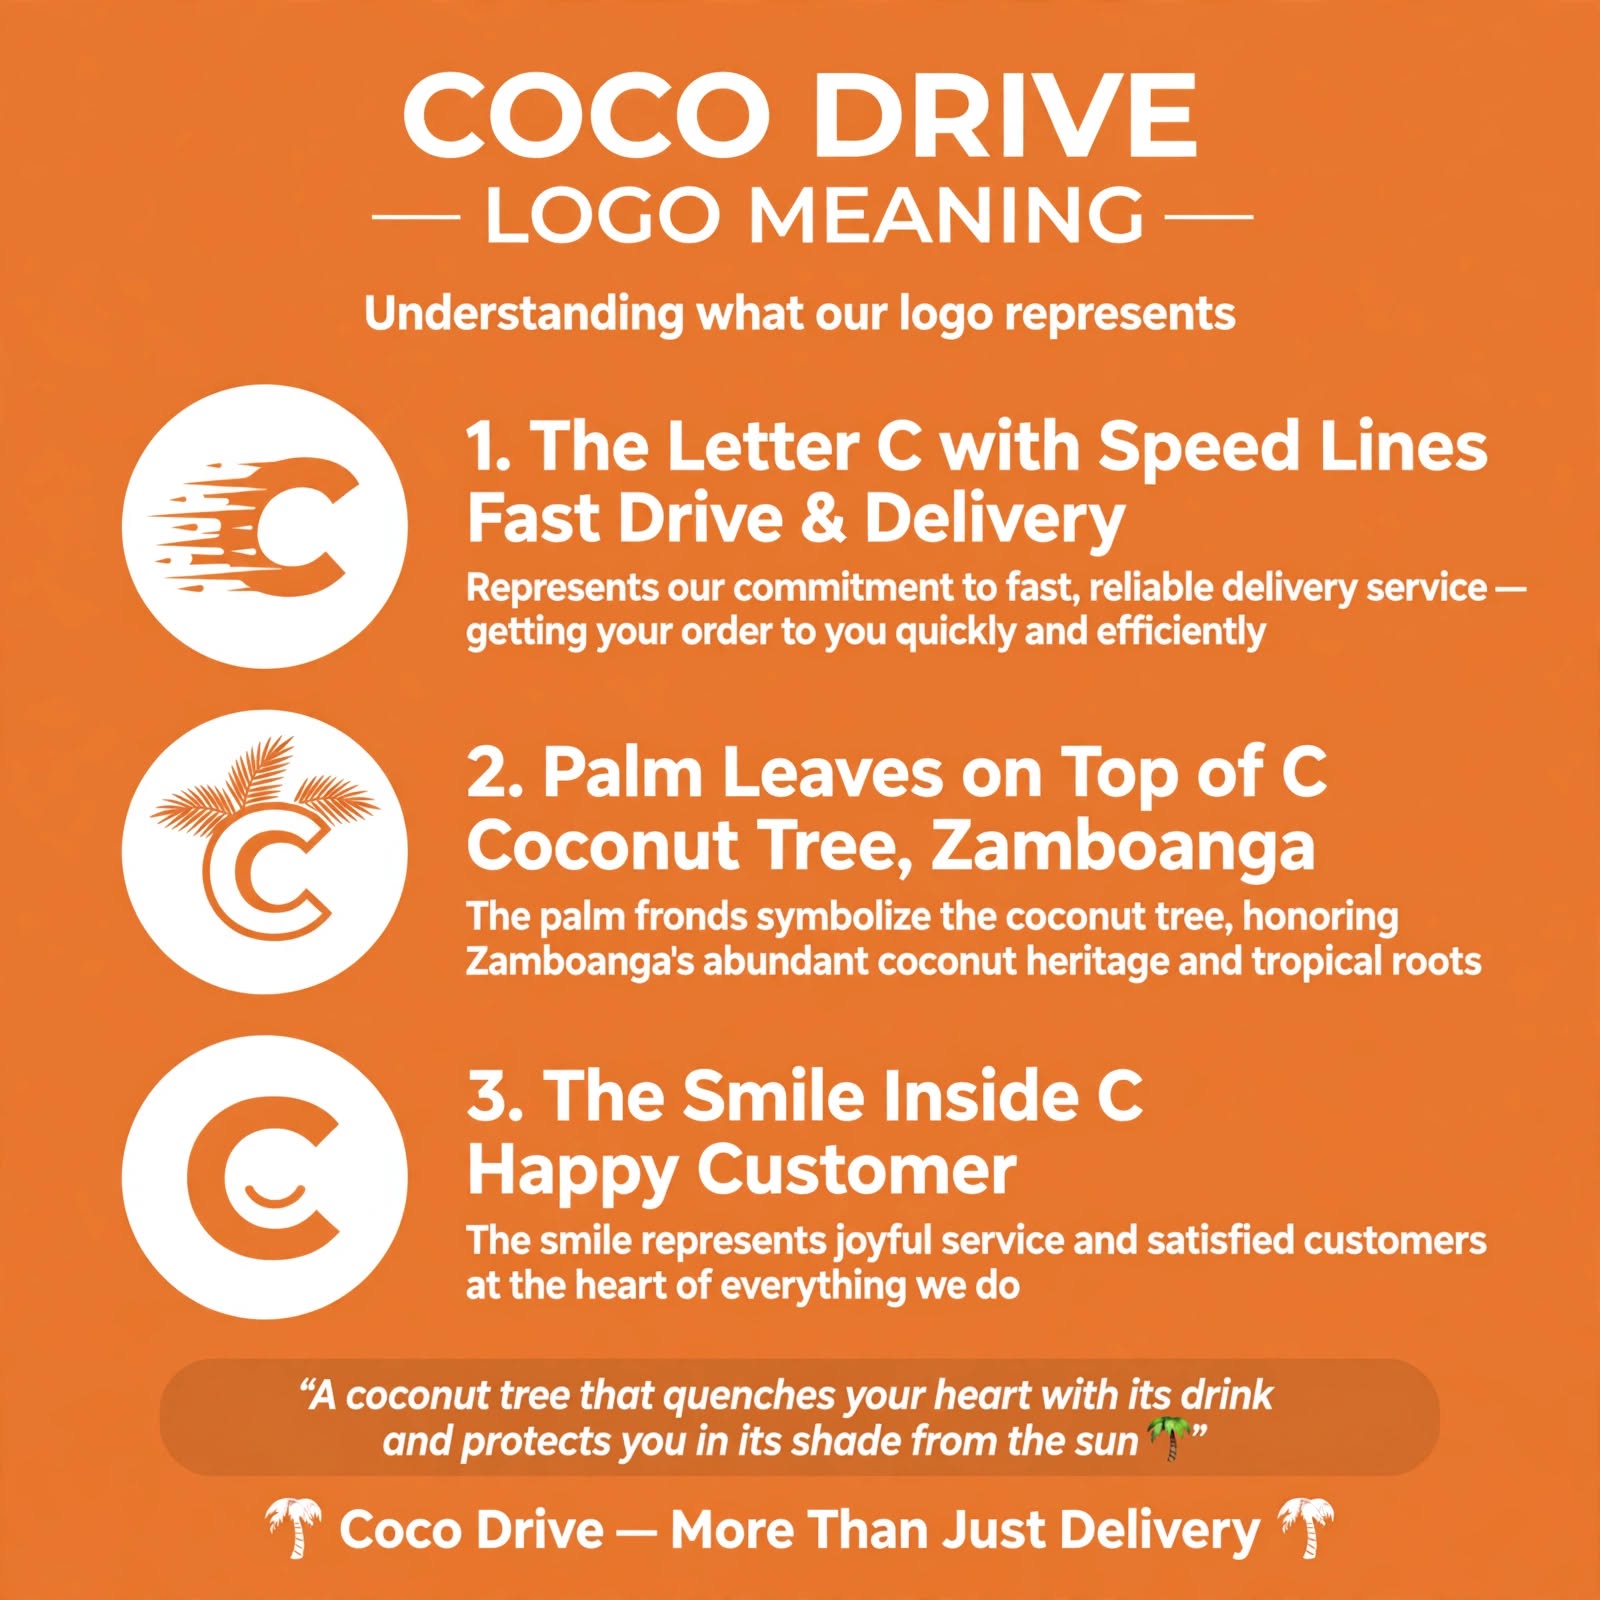 COCO DRIVE
— LOGO MEANING —
Understanding what our logo represents
C
1. The Letter C with Speed Lines
Fast Drive & Delivery
Represents our commitment to fast, reliable delivery service —
getting your order to you quickly and efficiently
C
2. Palm Leaves on Top of C
Coconut Tree, Zamboanga
The palm fronds symbolize the coconut tree, honoring
Zamboanga's abundant coconut heritage and tropical roots
C
3. The Smile Inside C
Happy Customer
The smile represents joyful service and satisfied customers
at the heart of everything we do
“A coconut tree that quenches your heart with its drink
and protects you in its shade from the sun 🌴”
Coco Drive — More Than Just Delivery